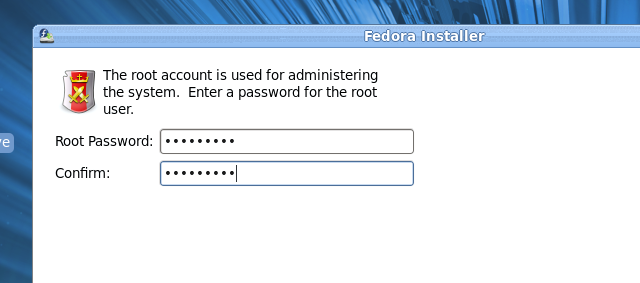 Fedora Installer
The root account is used for administering
the system.  Enter a password for the root
user.
Root Password: •••••••••
Confirm: •••••••••
ve